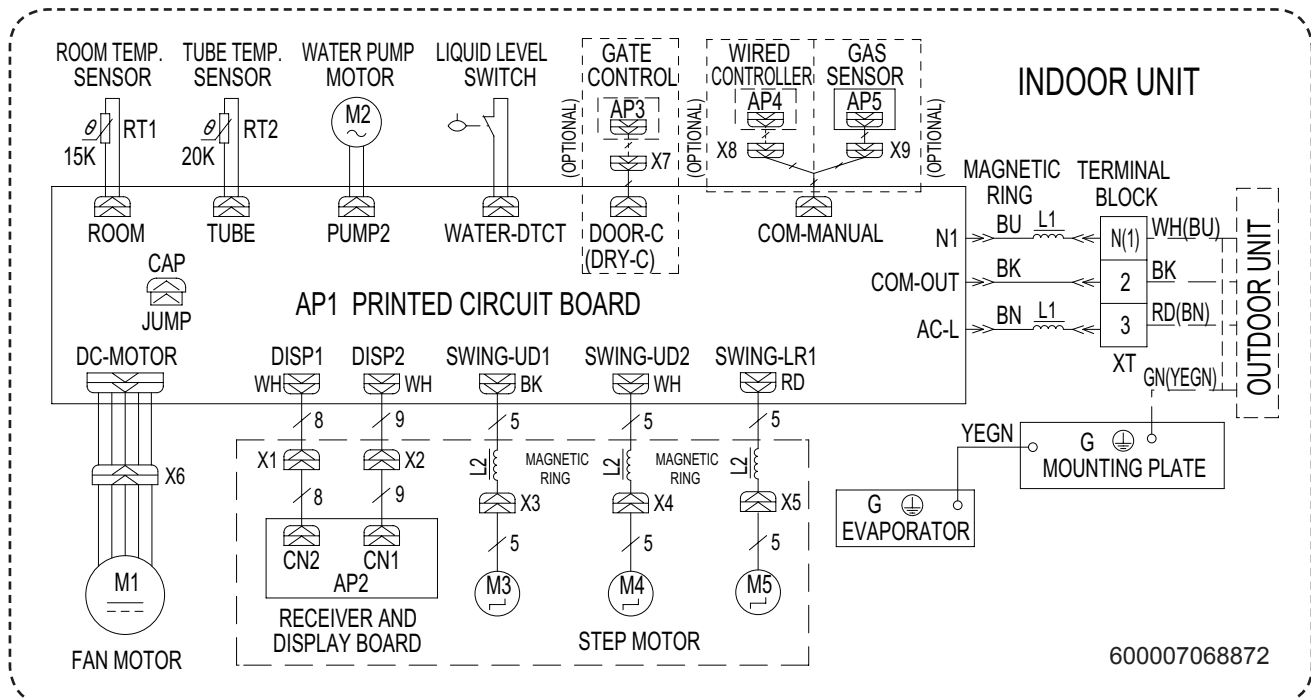 ROOM TEMP.
SENSOR
TUBE TEMP.
SENSOR
WATER PUMP
MOTOR
LIQUID LEVEL
SWITCH
GATE
CONTROL
WIRED
CONTROLLER
GAS
SENSOR
INDOOR UNIT
θ
RT1
15K
θ
RT2
20K
M2
(OPTIONAL)
AP3
X7
(OPTIONAL)
AP4
X8
AP5
X9
(OPTIONAL)
ROOM
TUBE
PUMP2
WATER-DTCT
DOOR-C
(DRY-C)
COM-MANUAL
MAGNETIC
RING
TERMINAL
BLOCK
N1
BU
L1
N(1)
WH(BU)
COM-OUT
BK
2
BK
AC-L
BN
L1
3
RD(BN)
XT
GN(YEGN)
OUTDOOR UNIT
CAP
JUMP
AP1 PRINTED CIRCUIT BOARD
DC-MOTOR
DISP1
DISP2
SWING-UD1
SWING-UD2
SWING-LR1
WH
WH
BK
WH
RD
8
9
5
5
5
X6
X1
X2
L2
MAGNETIC
RING
L2
MAGNETIC
RING
L2
X3
X4
X5
8
9
5
5
5
CN2
CN1
AP2
M1
M3
M4
M5
RECEIVER AND
DISPLAY BOARD
STEP MOTOR
FAN MOTOR
YEGN
G
MOUNTING PLATE
G
EVAPORATOR
600007068872